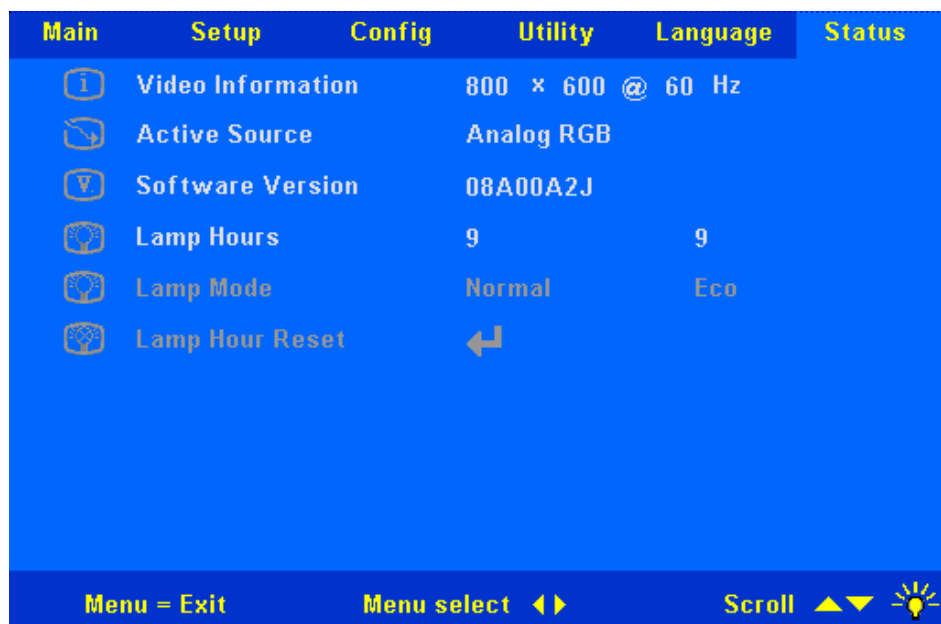 Main Setup Config Utility Language Status
Video Information 800 × 600 @ 60 Hz
Active Source Analog RGB
Software Version 08A00A2J
Lamp Hours 9 9
Lamp Mode Normal Eco
Lamp Hour Reset
Menu = Exit Menu select Scroll